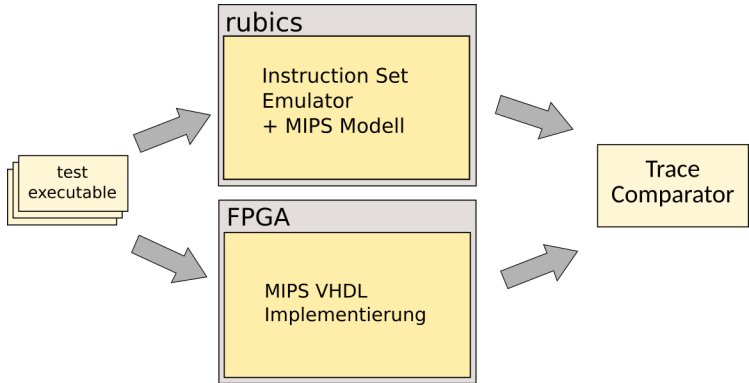 rubics
Instruction Set
Emulator
+ MIPS Modell
test
executable
Trace
Comparator
FPGA
MIPS VHDL
Implementierung